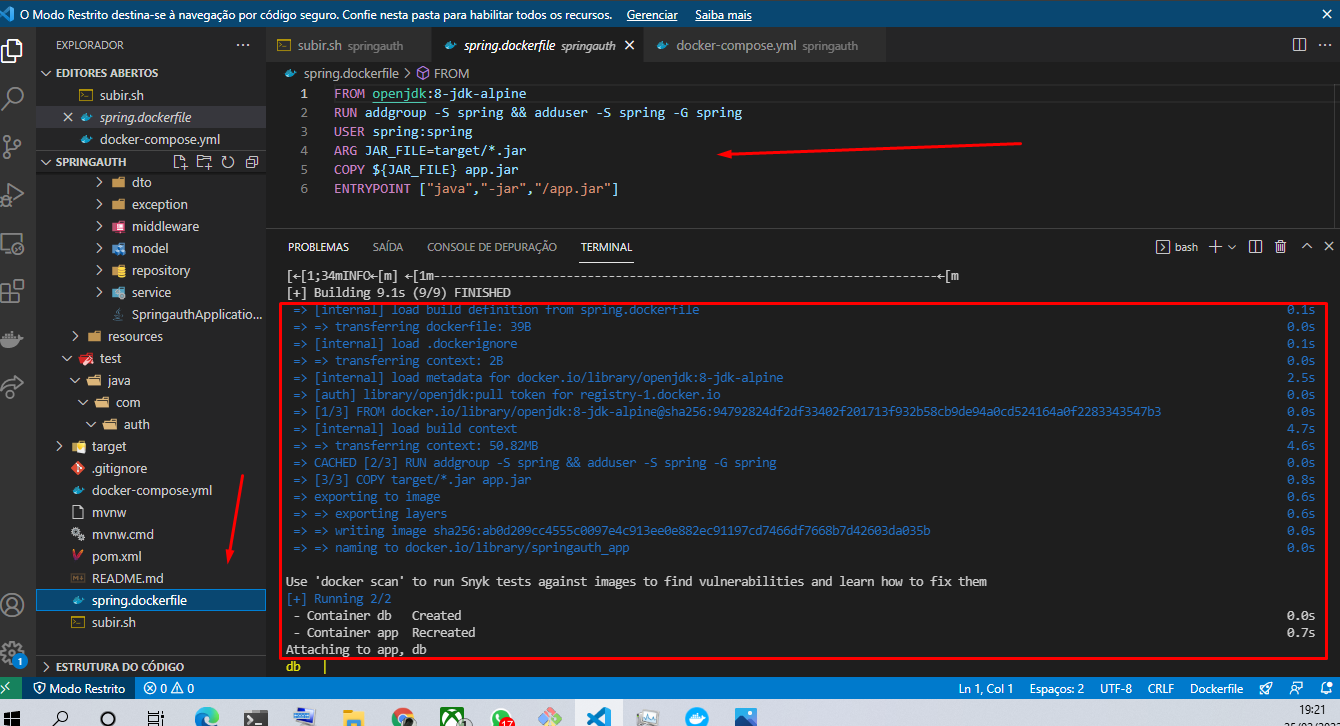 O Modo Restrito destina-se à navegação por código seguro. Confie nesta pasta para habilitar todos os recursos. Gerenciar Saiba mais
EXPLORADOR
EDITORES ABERTOS
subir.sh
spring.dockerfile
docker-compose.yml
SPRINGAUTH
dto
exception
middleware
model
repository
service
SpringauthApplicatio...
resources
test
java
com
auth
target
.gitignore
docker-compose.yml
mvnw
mvnw.cmd
pom.xml
README.md
spring.dockerfile
subir.sh
ESTRUTURA DO CÓDIGO
subir.sh springauth
spring.dockerfile springauth
docker-compose.yml springauth
spring.dockerfile > FROM
1 FROM openjdk:8-jdk-alpine
2 RUN addgroup -S spring && adduser -S spring -G spring
3 USER spring:spring
4 ARG JAR_FILE=target/*.jar
5 COPY ${JAR_FILE} app.jar
6 ENTRYPOINT ["java","-jar","/app.jar"]
PROBLEMAS SAÍDA CONSOLE DE DEPURAÇÃO TERMINAL bash
[←[1;34mINFO←[m] ←[1m------------------------------------------------------------------------←[m
[+] Building 9.1s (9/9) FINISHED
=> [internal] load build definition from spring.dockerfile 0.1s
=> => transferring dockerfile: 39B 0.0s
=> [internal] load .dockerignore 0.1s
=> => transferring context: 2B 0.0s
=> [internal] load metadata for docker.io/library/openjdk:8-jdk-alpine 2.5s
=> [auth] library/openjdk:pull token for registry-1.docker.io 0.0s
=> [1/3] FROM docker.io/library/openjdk:8-jdk-alpine@sha256:94792824df2df33402f201713f932b58cb9de94a0cd524164a0f2283343547b3 0.0s
=> [internal] load build context 4.7s
=> => transferring context: 50.82MB 4.6s
=> CACHED [2/3] RUN addgroup -S spring && adduser -S spring -G spring 0.0s
=> [3/3] COPY target/*.jar app.jar 0.8s
=> exporting to image 0.6s
=> => exporting layers 0.6s
=> => writing image sha256:ab0d209cc4555c0097e4c913ee0e882ec91197cd7466df7668b7d42603da035b 0.0s
=> => naming to docker.io/library/springauth_app 0.0s
Use 'docker scan' to run Snyk tests against images to find vulnerabilities and learn how to fix them
[+] Running 2/2
- Container db Created 0.0s
- Container app Recreated 0.7s
Attaching to app, db
db |
1
Modo Restrito 0 0 Ln 1, Col 1 Espaços: 2 UTF-8 CRLF Dockerfile
1
17
19:21